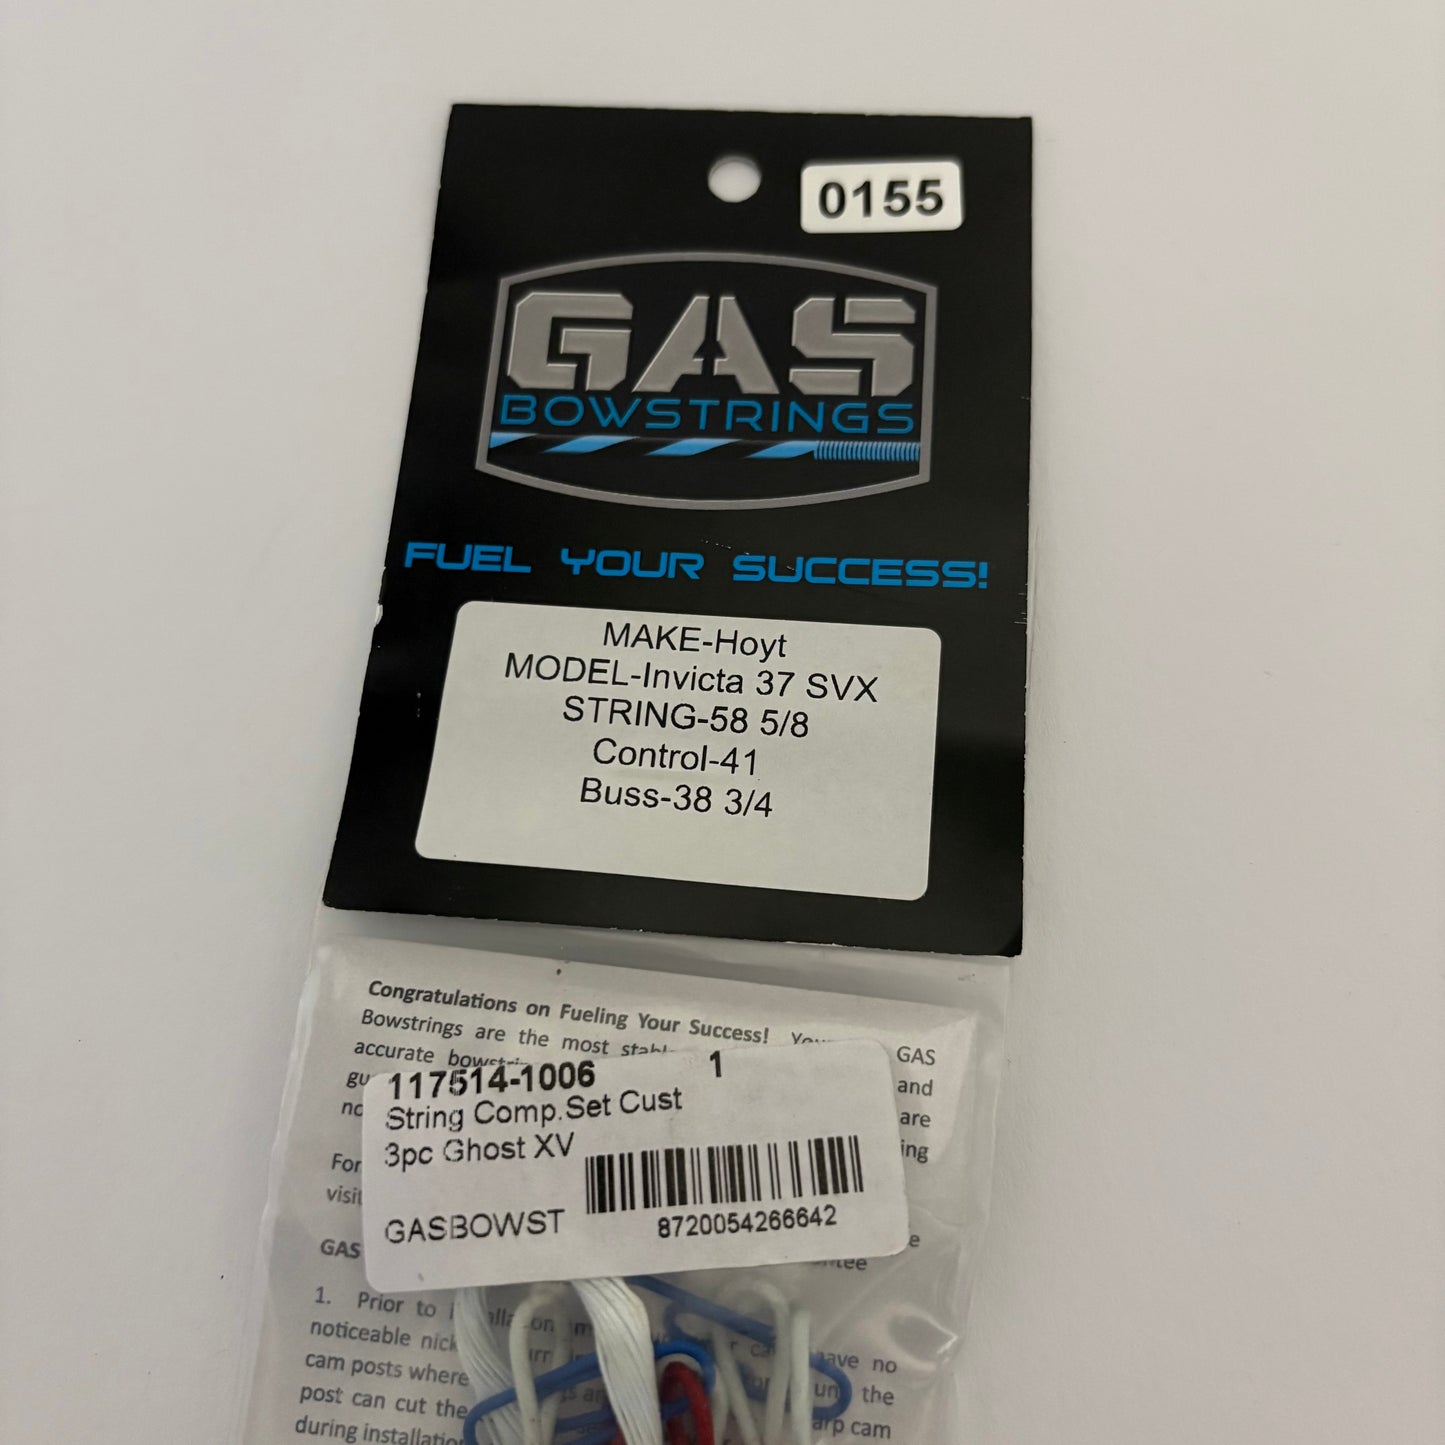 0155
GAS
BOWSTRINGS
FUEL YOUR SUCCESS!
MAKE-Hoyt
MODEL-Invicta 37 SVX
STRING-58 5/8
Control-41
Buss-38 3/4
Congratulations on Fueling Your Success!
Bowstrings are the most GAS
accurate and
are
117514-1006 1
String Comp.Set Cust
3pc Ghost XV
GASBOWST
8720054266642
For
GAS
1. Prior to
noticeable have no
cam posts where the
post can cut the cam
during